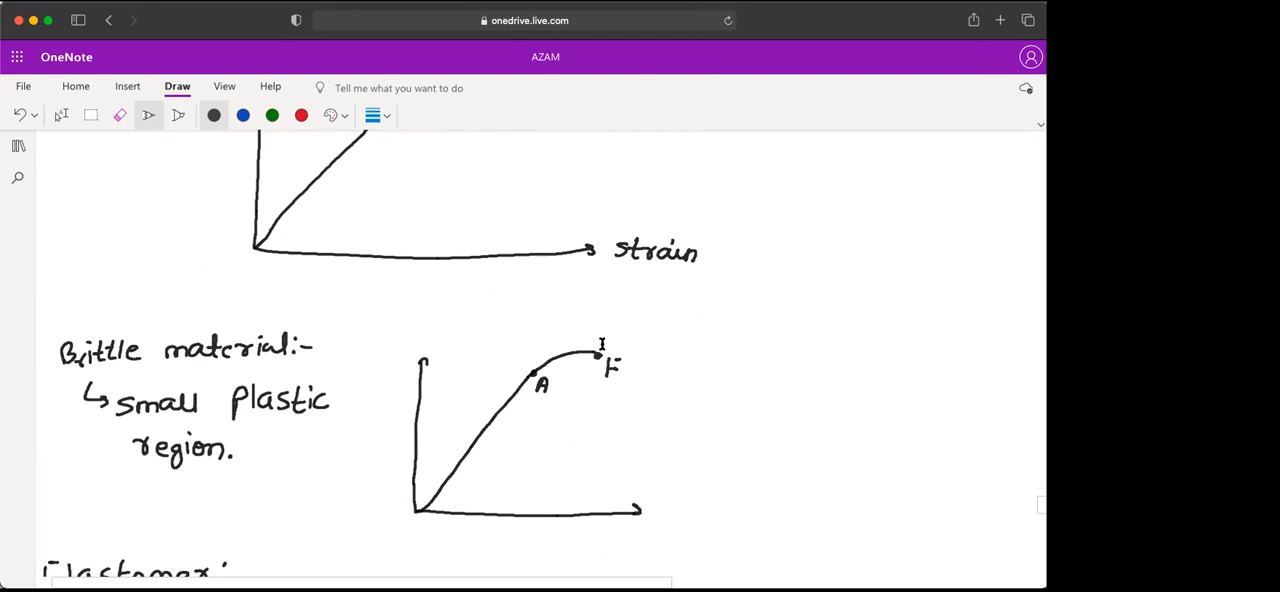 onedrive.live.com
OneNote
AZAM
File Home Insert Draw View Help Tell me what you want to do
strain
Brittle material:-
↳ small plastic
region.
A
F
Elastomer: